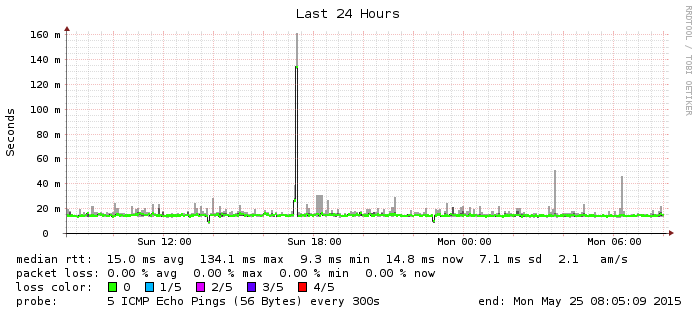 Last 24 Hours
RRDTOOL / TOBI OETIKER
Seconds
160 m
140 m
120 m
100 m
80 m
60 m
40 m
20 m
0
Sun 12:00 Sun 18:00 Mon 00:00 Mon 06:00
median rtt: 15.0 ms avg 134.1 ms max 9.3 ms min 14.8 ms now 7.1 ms sd 2.1 am/s
packet loss: 0.00 % avg 0.00 % max 0.00 % min 0.00 % now
loss color: 0 1/5 2/5 3/5 4/5
probe: 5 ICMP Echo Pings (56 Bytes) every 300s end: Mon May 25 08:05:09 2015